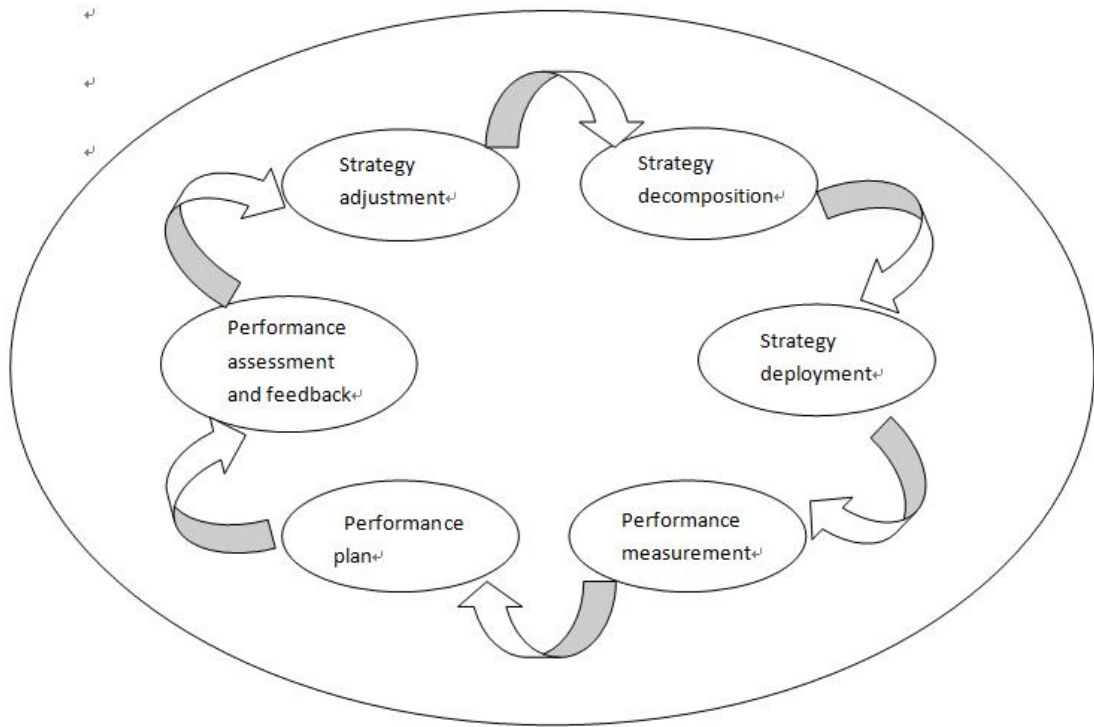 Strategy
adjustment
Strategy
decomposition
Performance
assessment
and feedback
Strategy
deployment
Performance
plan
Performance
measurement